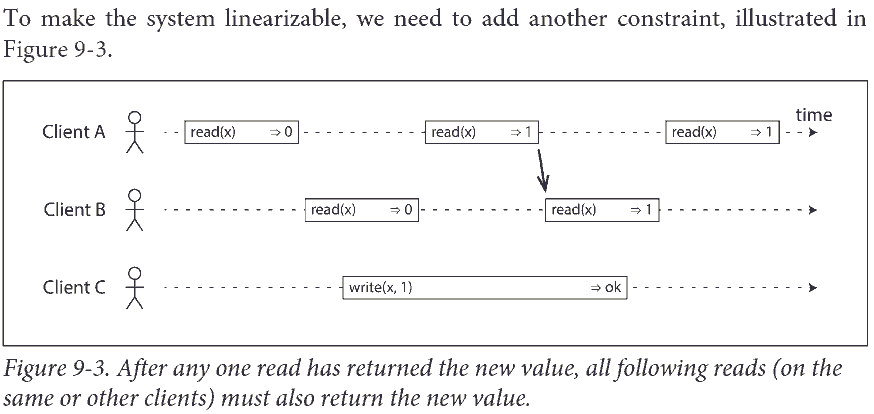 To make the system linearizable, we need to add another constraint, illustrated in
Figure 9-3.
time
Client A read(x) ⇒ 0 read(x) ⇒ 1 read(x) ⇒ 1
Client B read(x) ⇒ 0 read(x) ⇒ 1
Client C write(x, 1) ⇒ ok
Figure 9-3. After any one read has returned the new value, all following reads (on the
same or other clients) must also return the new value.